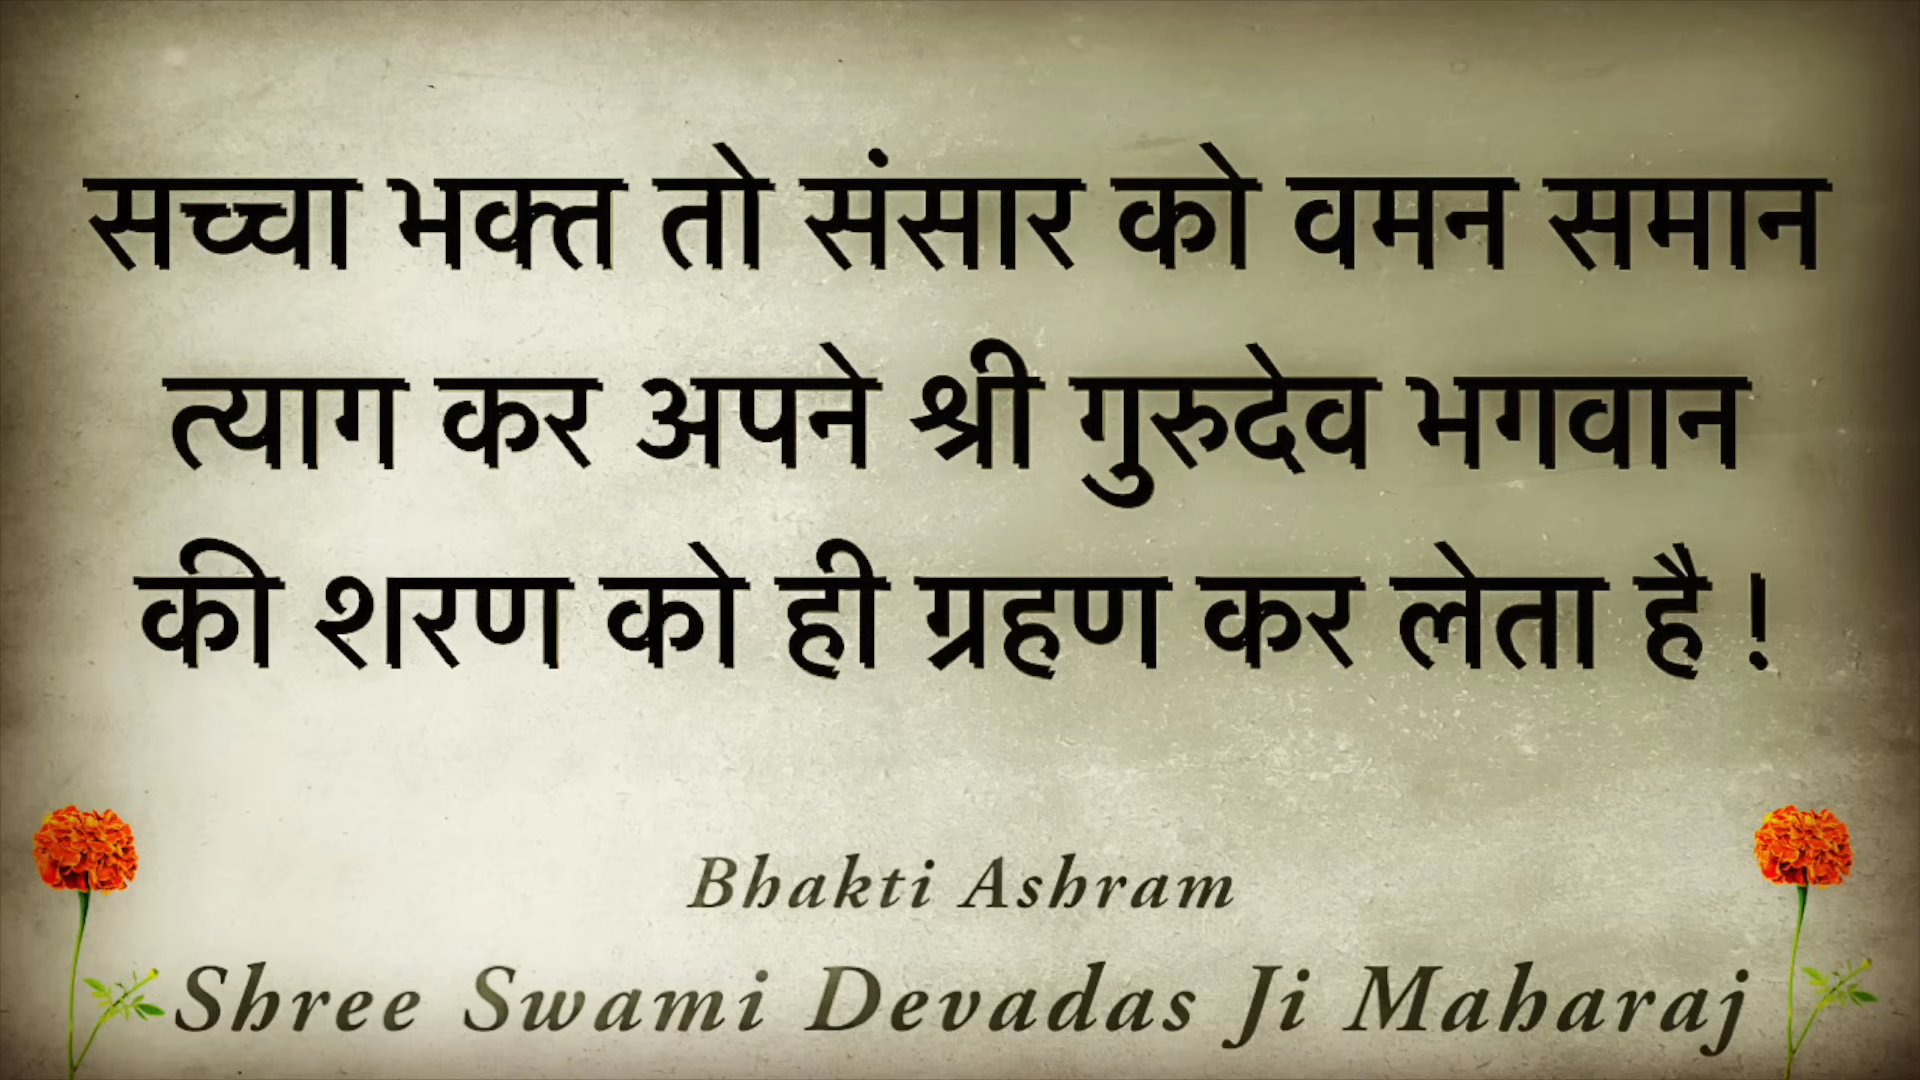 सच्चा भक्त तो संसार को वमन समान
त्याग कर अपने श्री गुरुदेव भगवान
की शरण को ही ग्रहण कर लेता है !
Bhakti Ashram
Shree Swami Devadas Ji Maharaj